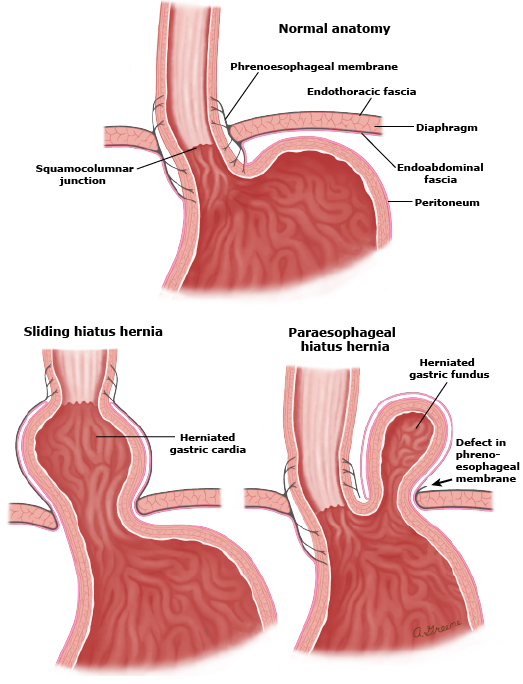 Normal anatomy
Phrenoesophageal membrane
Endothoracic fascia
Diaphragm
Squamocolumnar
junction
Endoabdominal
fascia
Peritoneum
Sliding hiatus hernia
Herniated
gastric cardia
Paraesophageal
hiatus hernia
Herniated
gastric fundus
Defect in
phreno-
esophageal
membrane
A.Greene